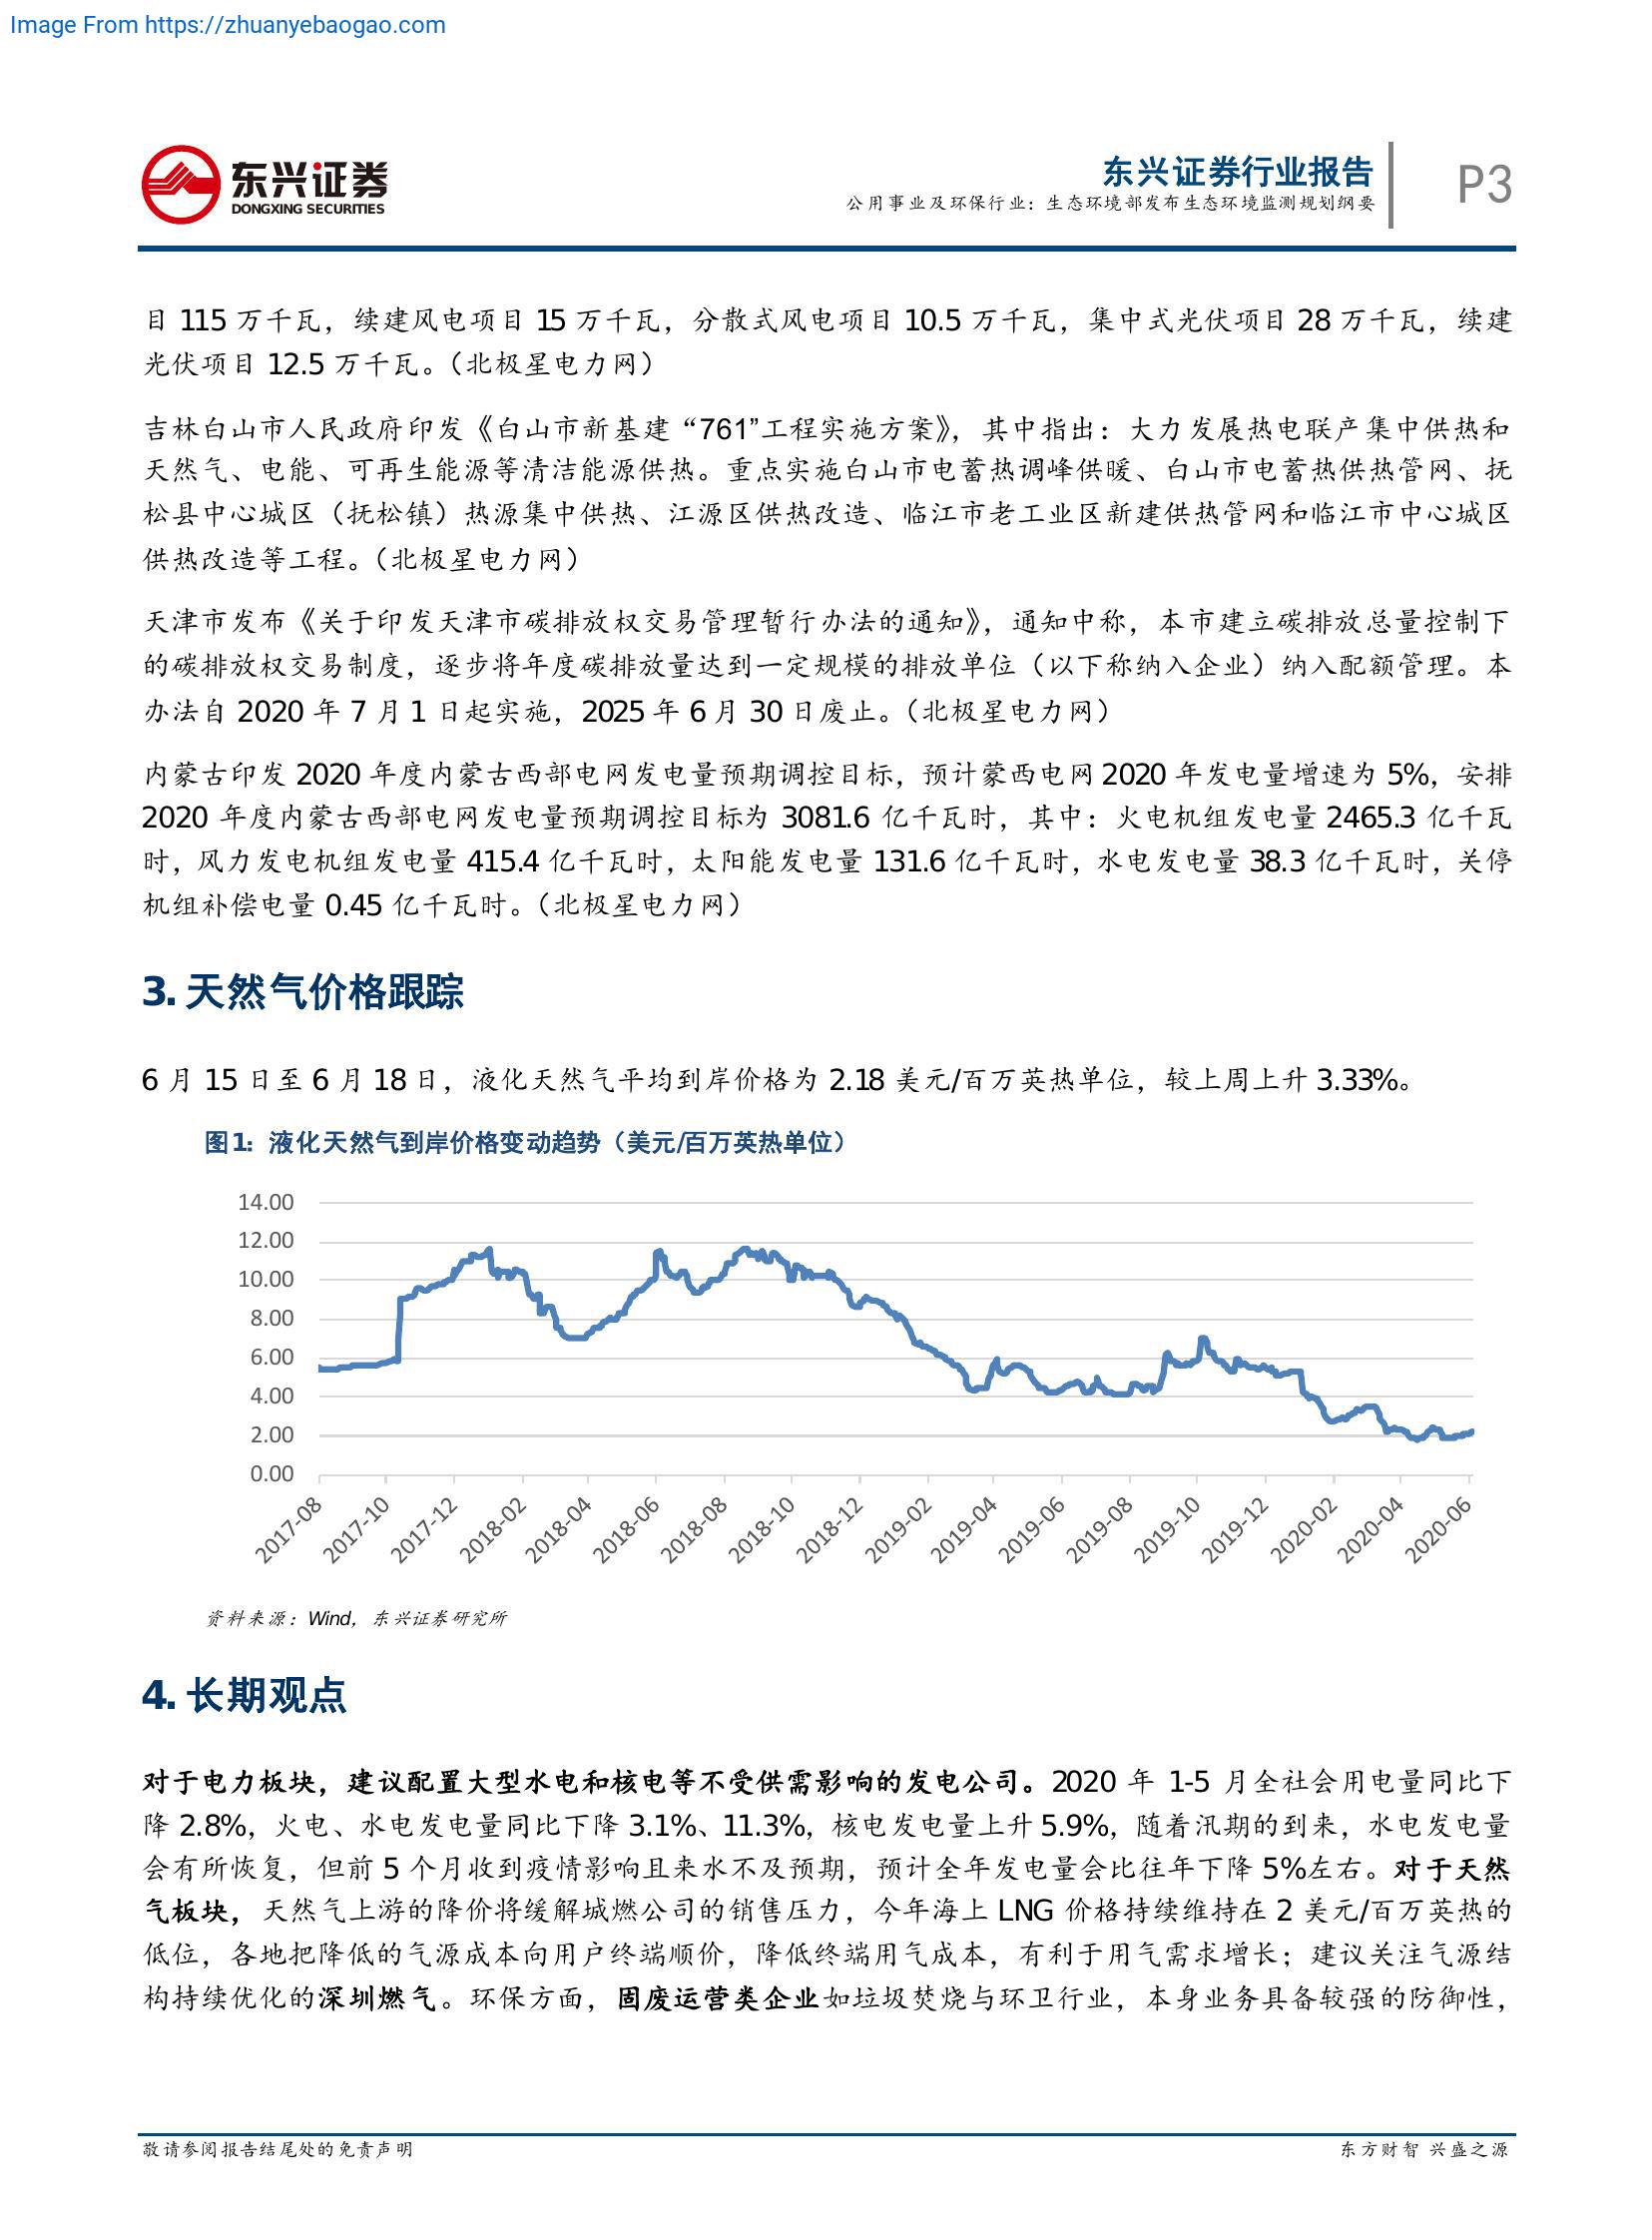 Image From https://zhuanyebaogao.com
东兴证券
DONGXING SECURITIES
东兴证券行业报告
公用事业及环保行业：生态环境部发布生态环境监测规划纲要
P3
目 115 万千瓦，续建风电项目 15 万千瓦，分散式风电项目 10.5 万千瓦，集中式光伏项目 28 万千瓦，续建
光伏项目 12.5 万千瓦。（北极星电力网）
吉林白山市人民政府印发《白山市新基建“761”工程实施方案》，其中指出：大力发展热电联产集中供热和
天然气、电能、可再生能源等清洁能源供热。重点实施白山市电蓄热调峰供暖、白山市电蓄热供热管网、抚
松县中心城区（抚松镇）热源集中供热、江源区供热改造、临江市老工业区新建供热管网和临江市中心城区
供热改造等工程。（北极星电力网）
天津市发布《关于印发天津市碳排放权交易管理暂行办法的通知》，通知中称，本市建立碳排放总量控制下
的碳排放权交易制度，逐步将年度碳排放量达到一定规模的排放单位（以下称纳入企业）纳入配额管理。本
办法自 2020 年 7 月 1 日起实施，2025 年 6 月 30 日废止。（北极星电力网）
内蒙古印发 2020 年度内蒙古西部电网发电量预期调控目标，预计蒙西电网 2020 年发电量增速为 5%，安排
2020 年度内蒙古西部电网发电量预期调控目标为 3081.6 亿千瓦时，其中：火电机组发电量 2465.3 亿千瓦
时，风力发电机组发电量 415.4 亿千瓦时，太阳能发电量 131.6 亿千瓦时，水电发电量 38.3 亿千瓦时，关停
机组补偿电量 0.45 亿千瓦时。（北极星电力网）
3. 天然气价格跟踪
6 月 15 日至 6 月 18 日，液化天然气平均到岸价格为 2.18 美元/百万英热单位，较上周上升 3.33%。
图1: 液化天然气到岸价格变动趋势（美元/百万英热单位）
14.00
12.00
10.00
8.00
6.00
4.00
2.00
0.00
2017-08
2017-10
2017-12
2018-02
2018-04
2018-06
2018-08
2018-10
2018-12
2019-02
2019-04
2019-06
2019-08
2019-10
2019-12
2020-02
2020-04
2020-06
资料来源：Wind，东兴证券研究所
4. 长期观点
对于电力板块，建议配置大型水电和核电等不受供需影响的发电公司。2020 年 1-5 月全社会用电量同比下
降 2.8%，火电、水电发电量同比下降 3.1%、11.3%，核电发电量上升 5.9%，随着汛期的到来，水电发电量
会有所恢复，但前 5 个月收到疫情影响且来水不及预期，预计全年发电量会比往年下降 5%左右。对于天然
气板块，天然气上游的降价将缓解城燃公司的销售压力，今年海上 LNG 价格持续维持在 2 美元/百万英热的
低位，各地把降低的气源成本向用户终端顺价，降低终端用气成本，有利于用气需求增长；建议关注气源结
构持续优化的深圳燃气。环保方面，固废运营类企业如垃圾焚烧与环卫行业，本身业务具备较强的防御性，
敬请参阅报告结尾处的免责声明
东方财智 兴盛之源